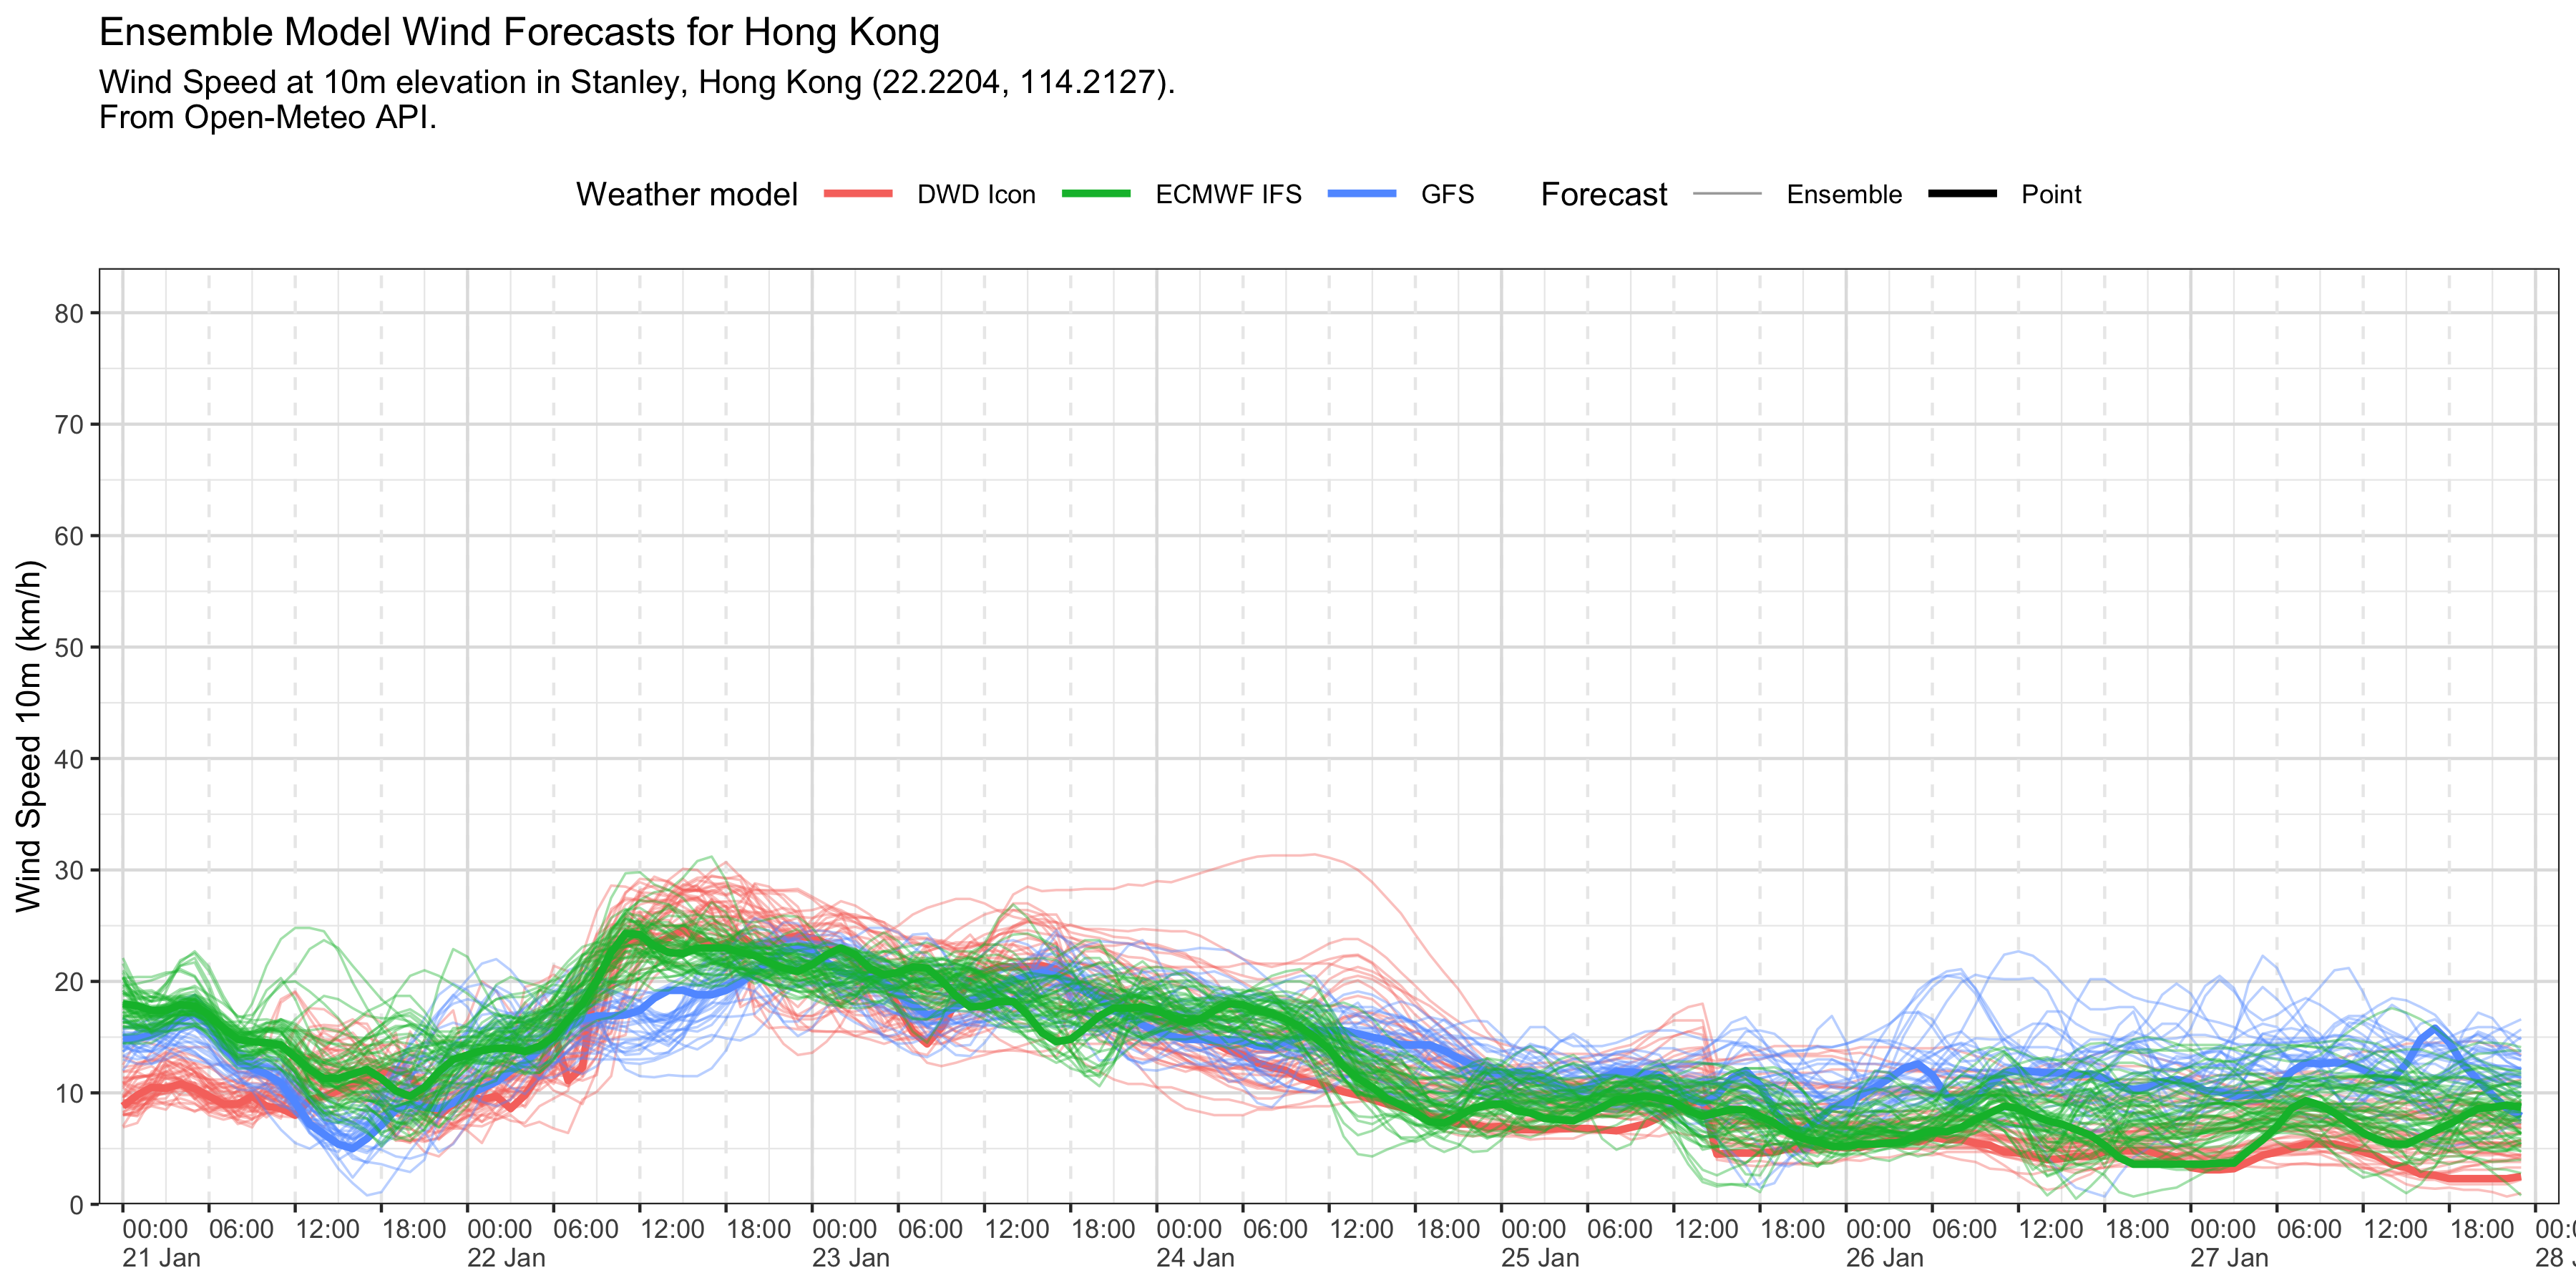 Ensemble Model Wind Forecasts for Hong Kong
Wind Speed at 10m elevation in Stanley, Hong Kong (22.2204, 114.2127).
From Open-Meteo API.
Weather model DWD Icon ECMWF IFS GFS Forecast Ensemble Point
Wind Speed 10m (km/h)
80
70
60
50
40
30
20
10
0
00:00 06:00 12:00 18:00 00:00 06:00 12:00 18:00 00:00 06:00 12:00 18:00 00:00 06:00 12:00 18:00 00:00 06:00 12:00 18:00 00:00 06:00 12:00 18:00 00:00 06:00 12:00 18:00 00:0
21 Jan 22 Jan 23 Jan 24 Jan 25 Jan 26 Jan 27 Jan 28 J